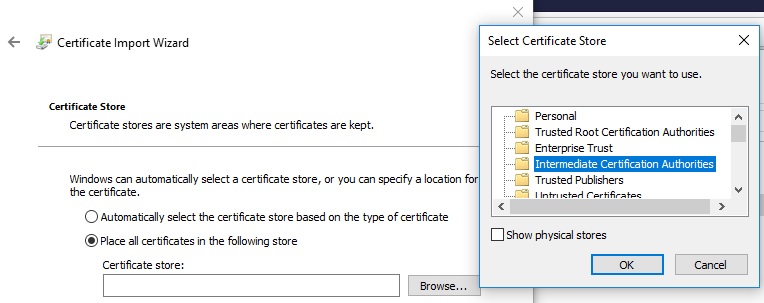 Certificate Import Wizard
Certificate Store
Certificate stores are system areas where certificates are kept.
Windows can automatically select a certificate store, or you can specify a location for
the certificate.
Automatically select the certificate store based on the type of certificate
Place all certificates in the following store
Certificate store:
Browse...
Select Certificate Store
Select the certificate store you want to use.
Personal
Trusted Root Certification Authorities
Enterprise Trust
Intermediate Certification Authorities
Trusted Publishers
Untrusted Certificates
Show physical stores
OK
Cancel